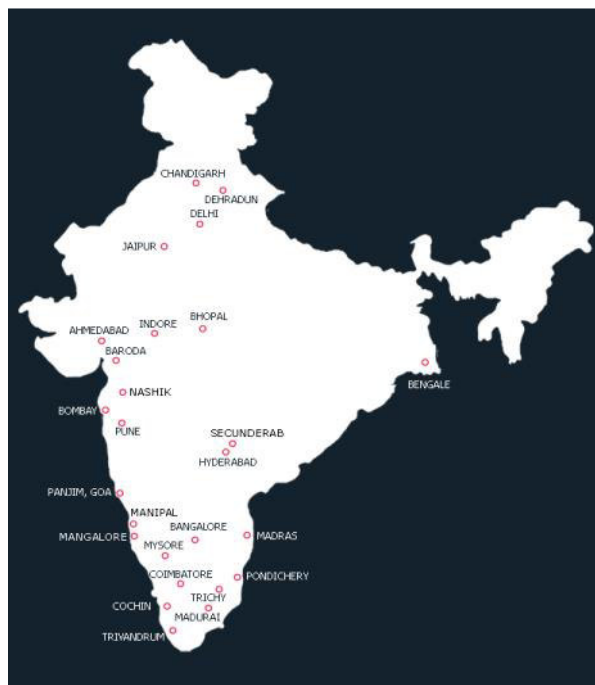 CHANDIGARH
DEHRADUN
DELHI
JAIPUR
BHOPAL
INDORE
AHMEDABAD
BARODA
BENGALE
NASHIK
BOMBAY
PUNE
SECUNDERAB
HYDERABAD
PANJIM, GOA
MANIPAL
BANGALORE
MANGALORE
MADRAS
MYSORE
COIMBATORE
PONDICHERY
TRICHY
COCHIN
MADURAI
TRIVANDRUM